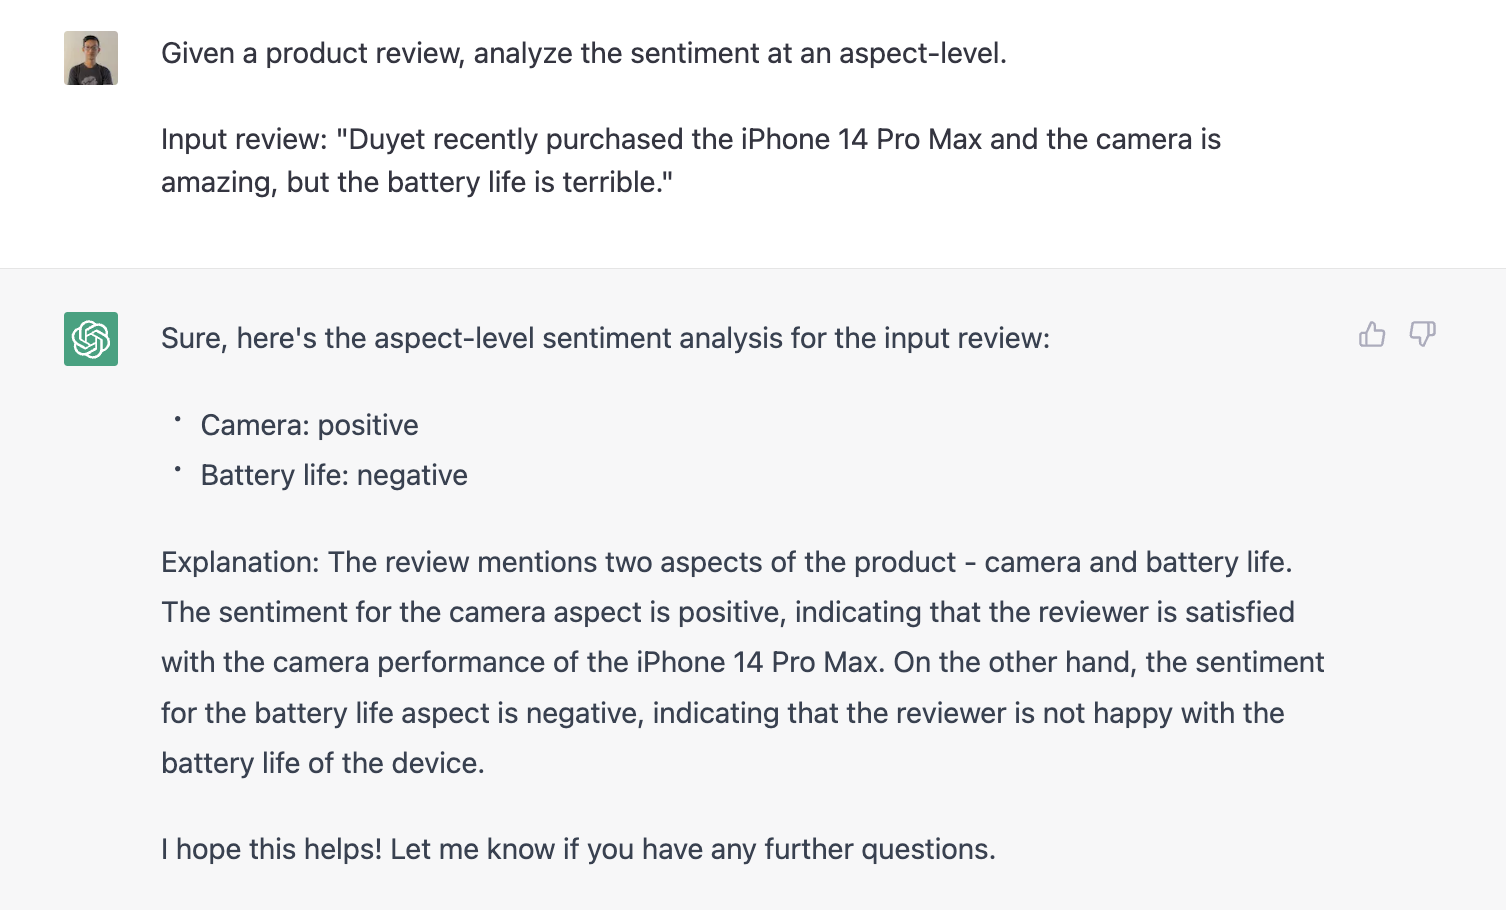 Given a product review, analyze the sentiment at an aspect-level.
Input review: "Duyet recently purchased the iPhone 14 Pro Max and the camera is
amazing, but the battery life is terrible."
Sure, here's the aspect-level sentiment analysis for the input review:
• Camera: positive
• Battery life: negative
Explanation: The review mentions two aspects of the product - camera and battery life.
The sentiment for the camera aspect is positive, indicating that the reviewer is satisfied
with the camera performance of the iPhone 14 Pro Max. On the other hand, the sentiment
for the battery life aspect is negative, indicating that the reviewer is not happy with the
battery life of the device.
I hope this helps! Let me know if you have any further questions.